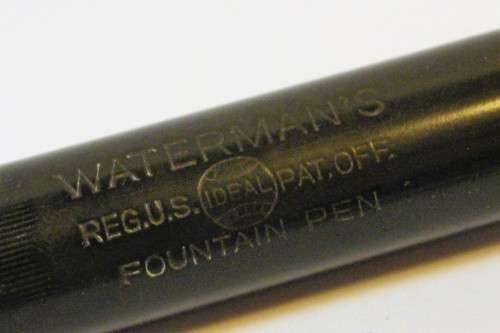 WATERMAN'S
REG.U.S. IDEAL PAT.OFF.
FOUNTAIN PEN